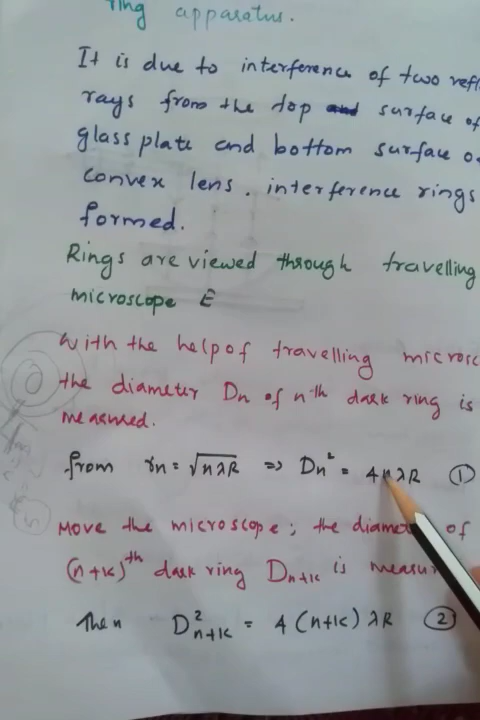 ring apparatus.
It is due to interference of two refl
rays from the top surface of
glass plate and bottom surface o
convex lens. interference rings
formed.
Rings are viewed through travelling
microscope E
With the help of travelling microsc
the diameter Dn of n'th dark ring is
measured.
from rn = √nλR => Dn² = 4nλR ①
Move the microscope; the diamet of
(n+k)th dark ring Dn+k is measur
Then D²n+k = 4(n+k)λR ②